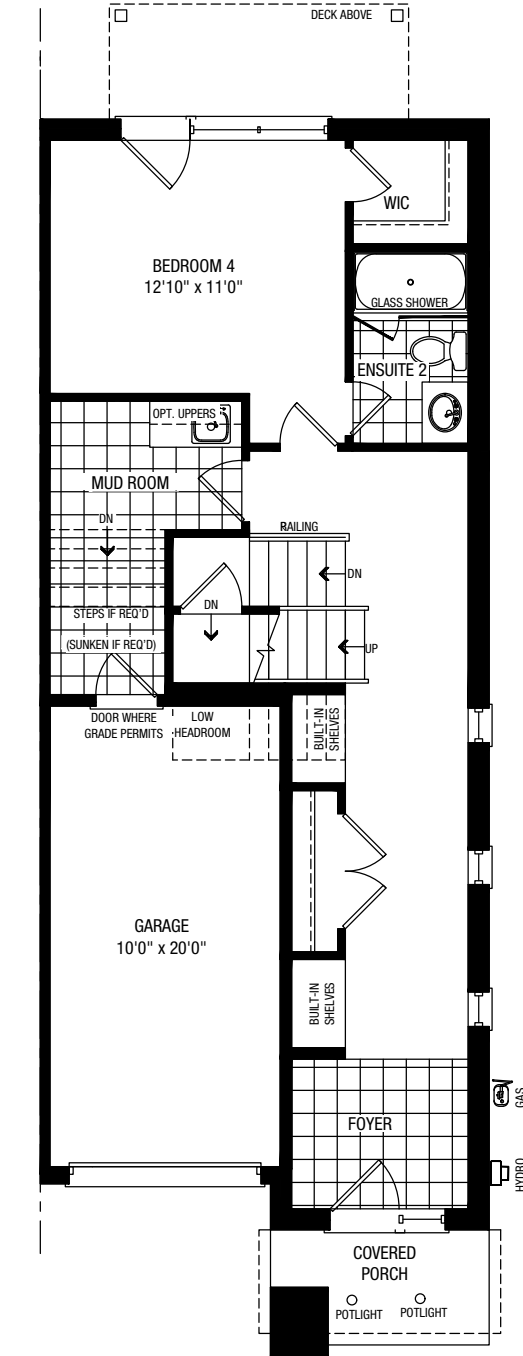 DECK ABOVE
WIC
BEDROOM 4
12'10" x 11'0"
GLASS SHOWER
ENSUITE 2
OPT. UPPERS
MUD ROOM
DN
RAILING
DN
DN
STEPS IF REQ'D
(SUNKEN IF REQ'D)
UP
DOOR WHERE
GRADE PERMITS
LOW
HEADROOM
BUILT-IN
SHELVES
GARAGE
10'0" x 20'0"
BUILT-IN
SHELVES
GAS
FOYER
HYDRO
COVERED
PORCH
POTLIGHT
POTLIGHT